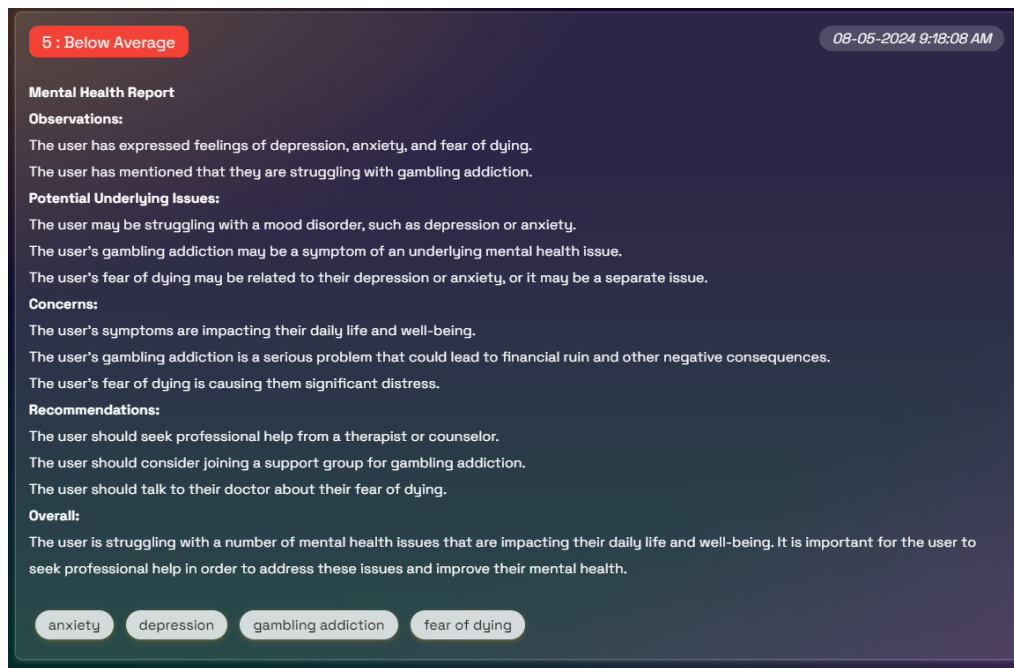 5 : Below Average
08-05-2024 9:18:08 AM
Mental Health Report
Observations:
The user has expressed feelings of depression, anxiety, and fear of dying.
The user has mentioned that they are struggling with gambling addiction.
Potential Underlying Issues:
The user may be struggling with a mood disorder, such as depression or anxiety.
The user's gambling addiction may be a symptom of an underlying mental health issue.
The user's fear of dying may be related to their depression or anxiety, or it may be a separate issue.
Concerns:
The user's symptoms are impacting their daily life and well-being.
The user's gambling addiction is a serious problem that could lead to financial ruin and other negative consequences.
The user's fear of dying is causing them significant distress.
Recommendations:
The user should seek professional help from a therapist or counselor.
The user should consider joining a support group for gambling addiction.
The user should talk to their doctor about their fear of dying.
Overall:
The user is struggling with a number of mental health issues that are impacting their daily life and well-being. It is important for the user to
seek professional help in order to address these issues and improve their mental health.
anxiety depression gambling addiction fear of dying